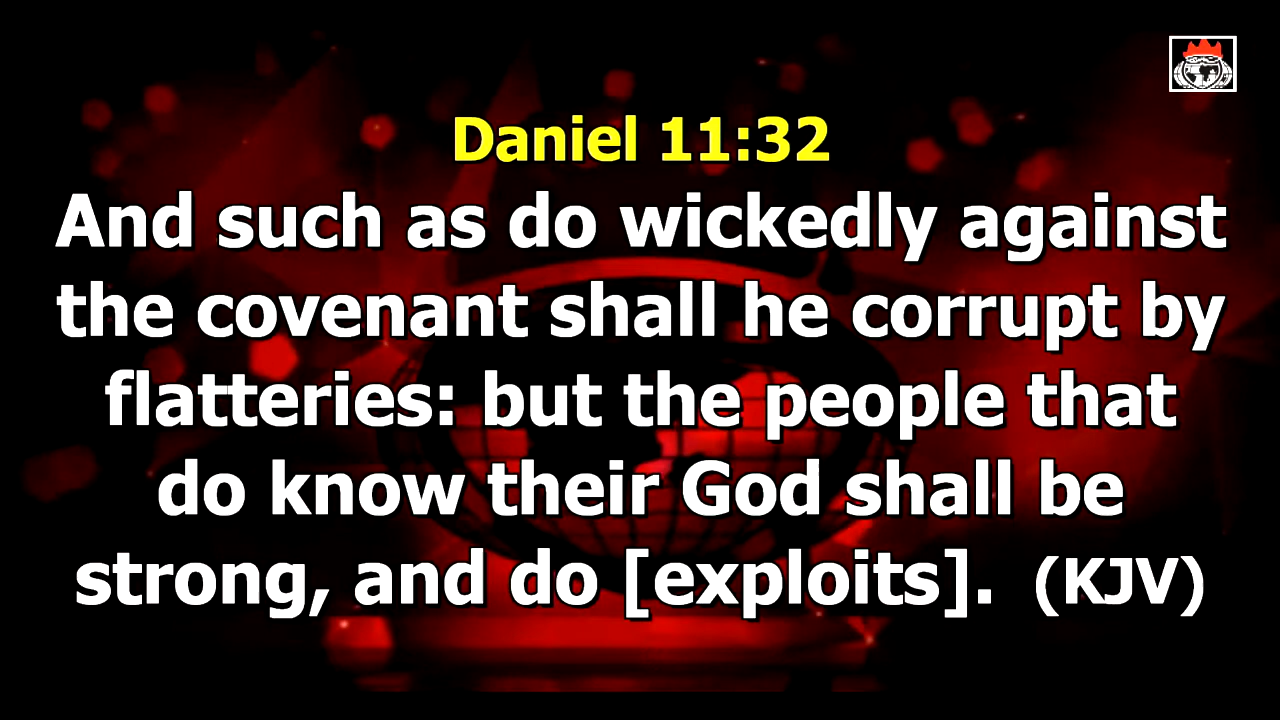 Daniel 11:32
And such as do wickedly against
the covenant shall he corrupt by
flatteries: but the people that
do know their God shall be
strong, and do [exploits]. (KJV)